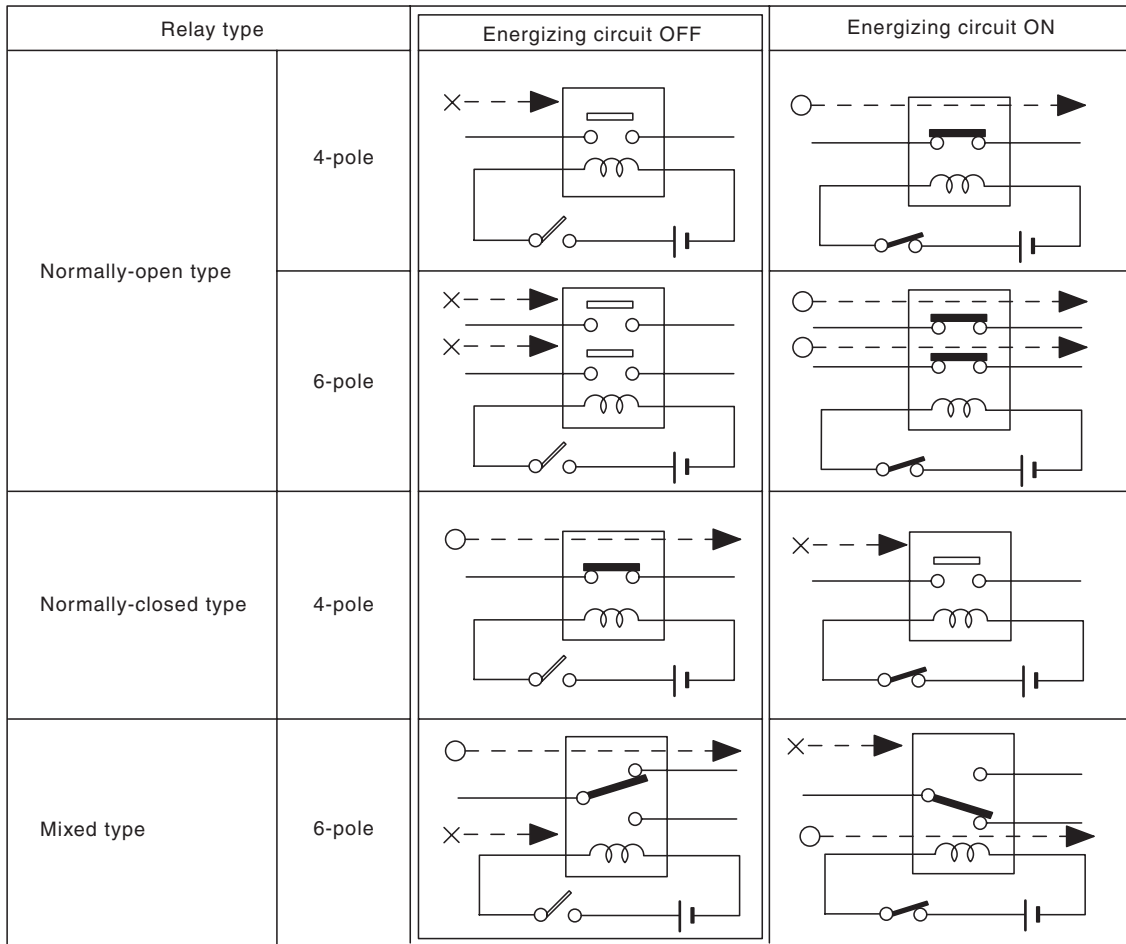 Relay type
Energizing circuit OFF
Energizing circuit ON
Normally-open type
4-pole
6-pole
Normally-closed type
4-pole
Mixed type
6-pole